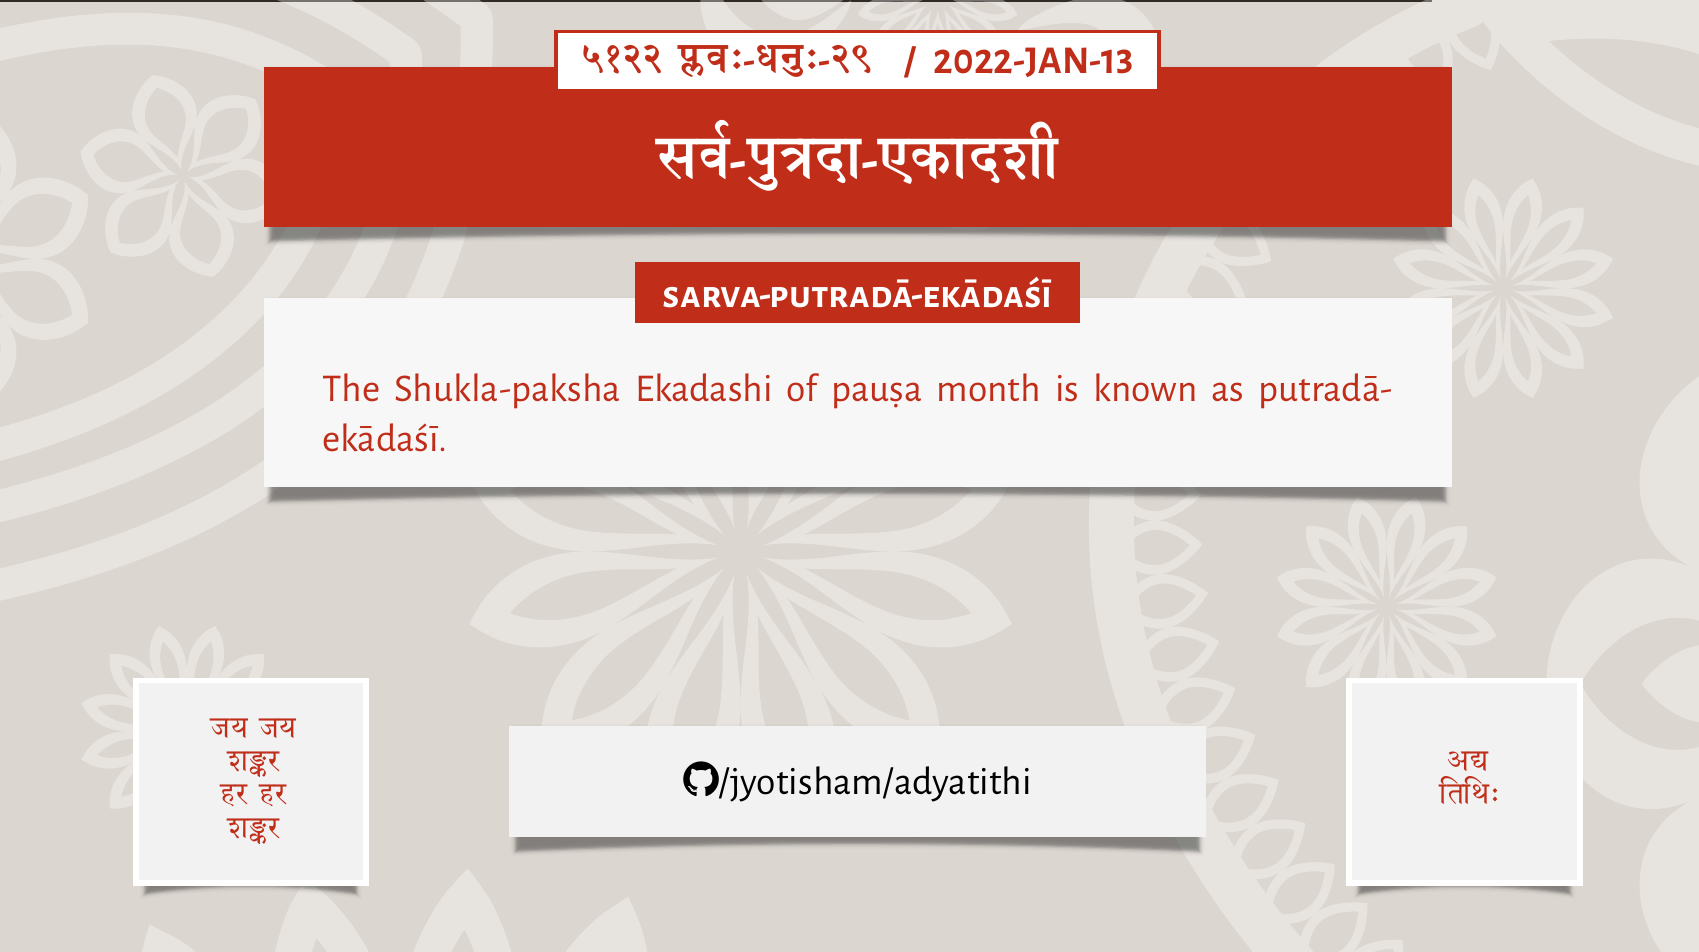 ५१२२ प्लवः-धनुः-२९ / 2022-JAN-13
सर्व-पुत्रदा-एकादशी
SARVA-PUTRADĀ-EKĀDAŚĪ
The Shukla-paksha Ekadashi of pauṣa month is known as putradā-
ekādaśī.
जय जय
शङ्कर
हर हर
शङ्कर
/jyotisham/adyatithi
अद्य
तिथिः